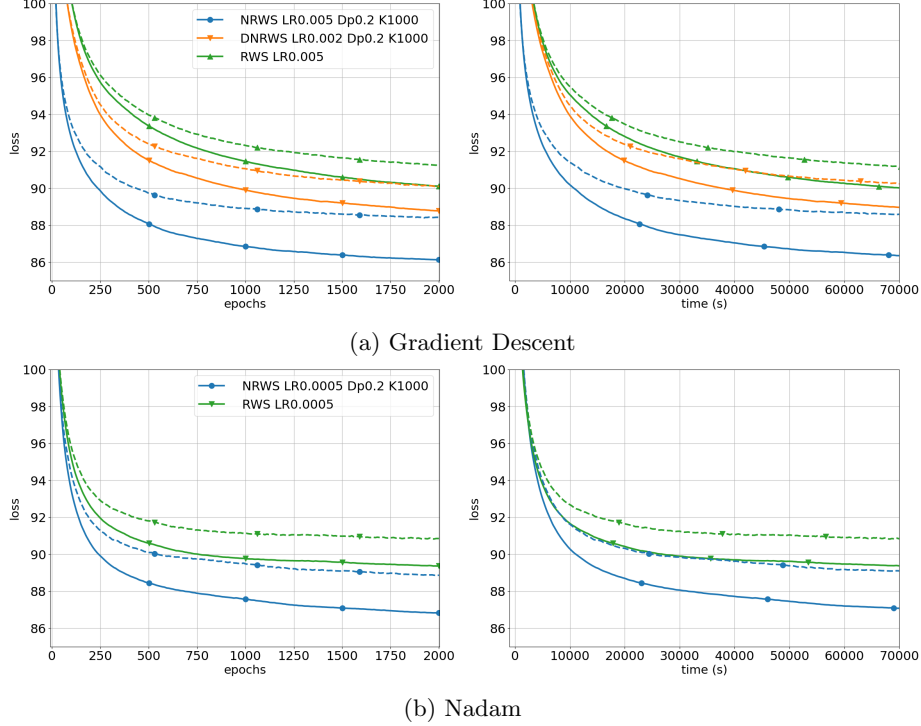 100
98
96
94
92
90
88
86
loss
NRWS LR0.005 Dp0.2 K1000
DNRWS LR0.002 Dp0.2 K1000
RWS LR0.005
0 250 500 750 1000 1250 1500 1750 2000
epochs
100
98
96
94
92
90
88
86
loss
0 10000 20000 30000 40000 50000 60000 70000
time (s)
(a) Gradient Descent
100
98
96
94
92
90
88
86
loss
NRWS LR0.0005 Dp0.2 K1000
RWS LR0.0005
0 250 500 750 1000 1250 1500 1750 2000
epochs
100
98
96
94
92
90
88
86
loss
0 10000 20000 30000 40000 50000 60000 70000
time (s)
(b) Nadam